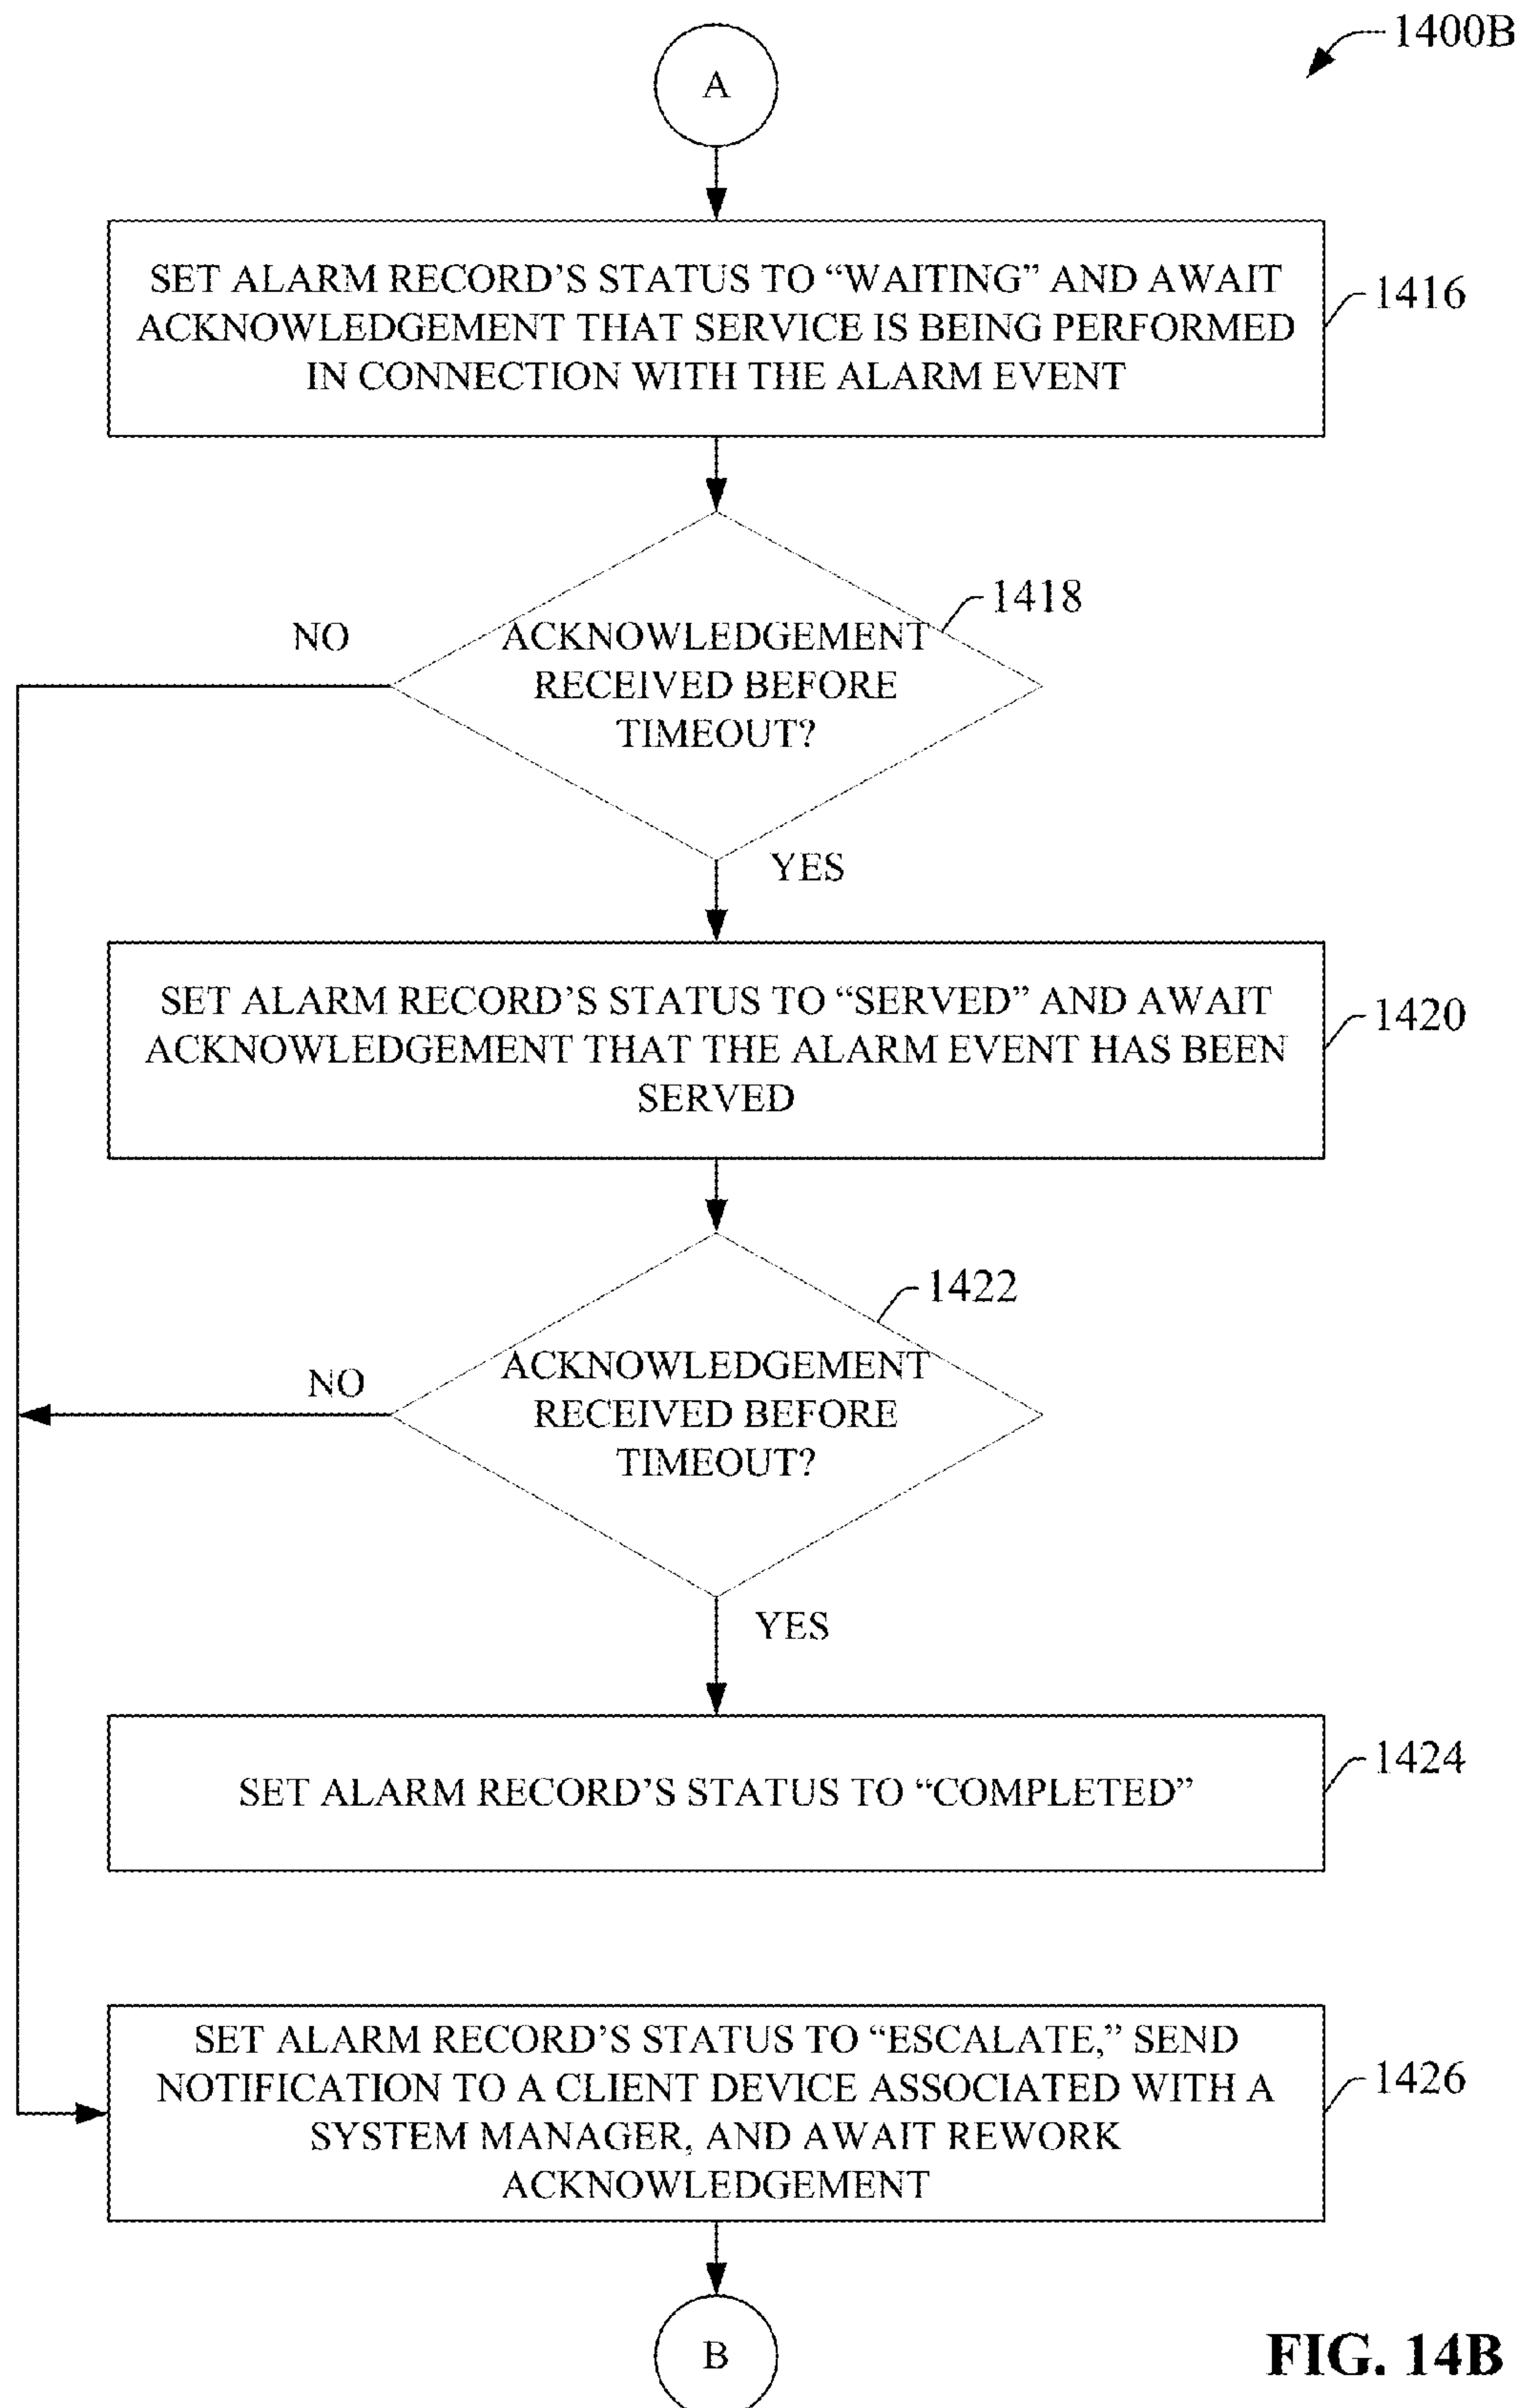 1400B
A
SET ALARM RECORD’S STATUS TO “WAITING” AND AWAIT
ACKNOWLEDGEMENT THAT SERVICE IS BEING PERFORMED
IN CONNECTION WITH THE ALARM EVENT
1416
1418
NO
ACKNOWLEDGEMENT
RECEIVED BEFORE
TIMEOUT?
YES
SET ALARM RECORD’S STATUS TO “SERVED” AND AWAIT
ACKNOWLEDGEMENT THAT THE ALARM EVENT HAS BEEN
SERVED
1420
1422
NO
ACKNOWLEDGEMENT
RECEIVED BEFORE
TIMEOUT?
YES
SET ALARM RECORD’S STATUS TO “COMPLETED”
1424
SET ALARM RECORD’S STATUS TO “ESCALATE,” SEND
NOTIFICATION TO A CLIENT DEVICE ASSOCIATED WITH A
SYSTEM MANAGER, AND AWAIT REWORK
ACKNOWLEDGEMENT
1426
B
FIG. 14B